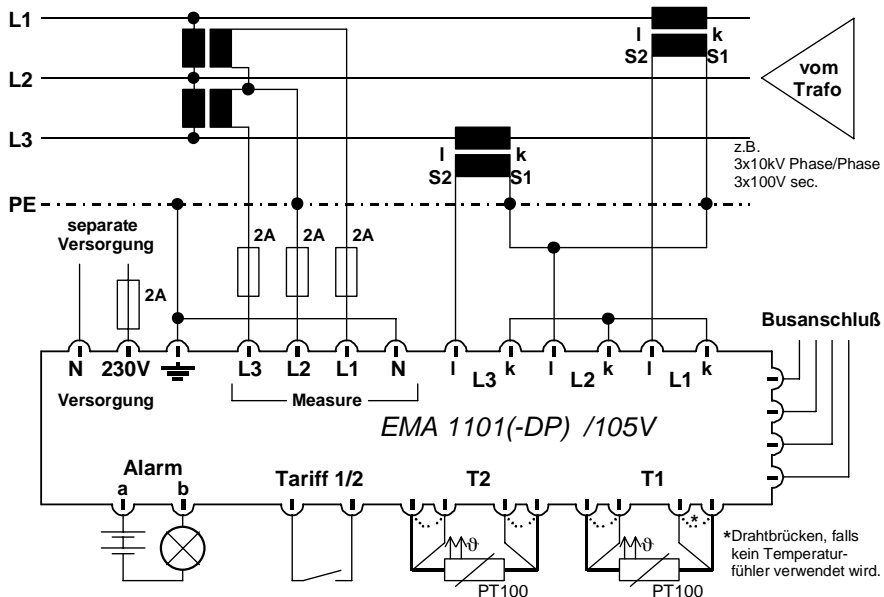 L1
l k
S2 S1
vom
Trafo
L2
L3
l k
S2 S1
z.B.
3x10kV Phase/Phase
3x100V sec.
PE
separate
Versorgung
2A 2A 2A
2A
Busanschluß
N 230V L3 L2 L1 N l L3 k l L2 k l L1 k
Versorgung Measure
EMA 1101(-DP) /105V
Alarm Tariff 1/2 T2 T1
a b
*
ϑ ϑ
PT100 PT100
*Drahtbrücken, falls
kein Temperatur-
fühler verwendet wird.